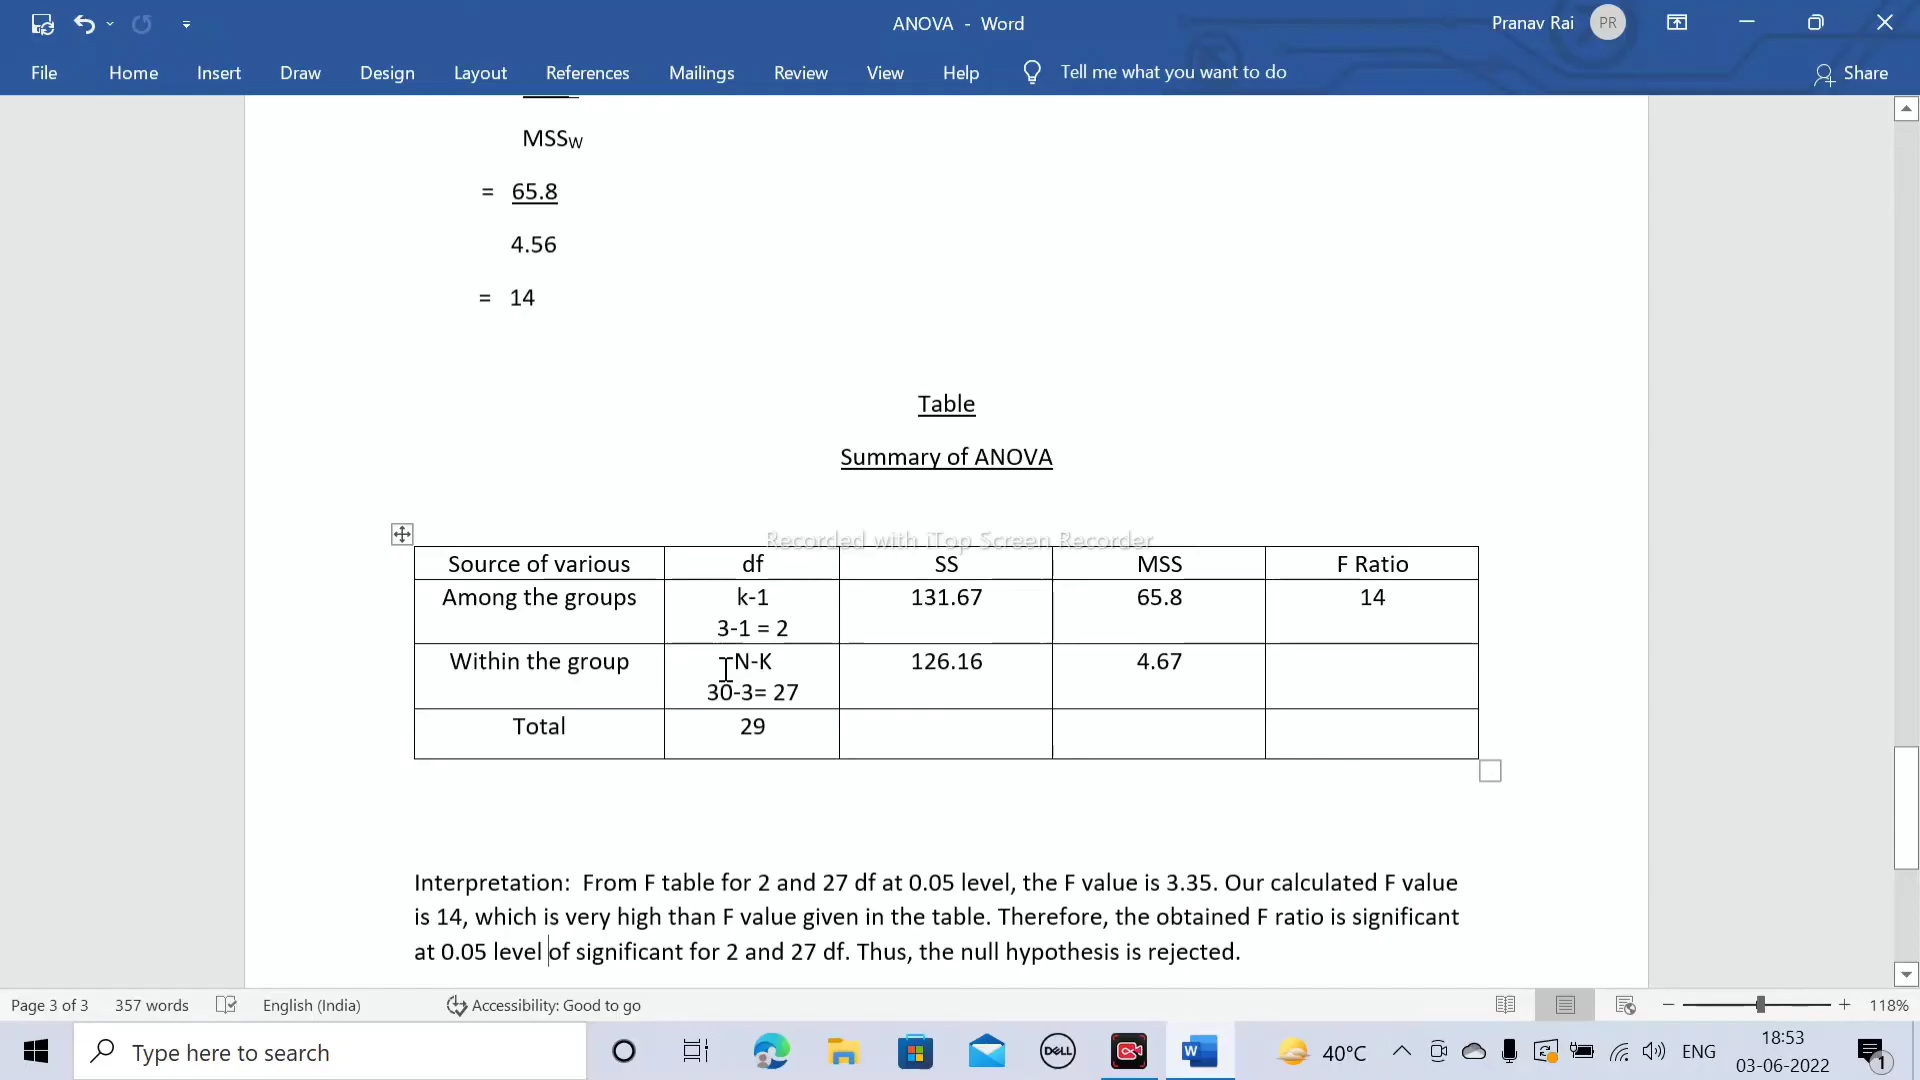 ANOVA - Word
Pranav Rai PR
File Home Insert Draw Design Layout References Mailings Review View Help Tell me what you want to do Share
MSSW
= 65.8
4.56
= 14
Table
Summary of ANOVA
Recorded with iTop Screen Recorder
Source of various df SS MSS F Ratio
Among the groups k-1 131.67 65.8 14
3-1 = 2
Within the group N-K 126.16 4.67
30-3= 27
Total 29
Interpretation: From F table for 2 and 27 df at 0.05 level, the F value is 3.35. Our calculated F value
is 14, which is very high than F value given in the table. Therefore, the obtained F ratio is significant
at 0.05 level of significant for 2 and 27 df. Thus, the null hypothesis is rejected.
Page 3 of 3 357 words English (India) Accessibility: Good to go 118%
Type here to search DELL W 40°C ENG 18:53
03-06-2022 1